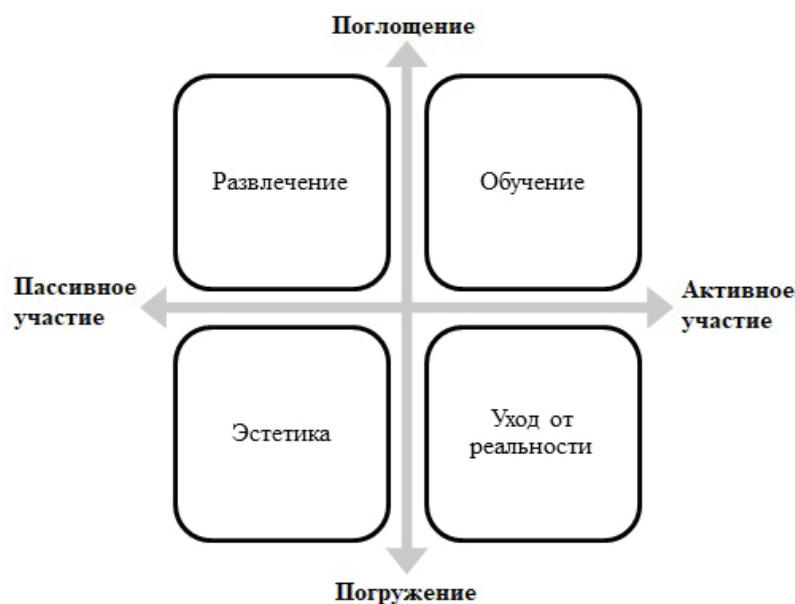 Поглощение
Развлечение
Обучение
Пассивное
участие
Активное
участие
Эстетика
Уход от
реальности
Погружение